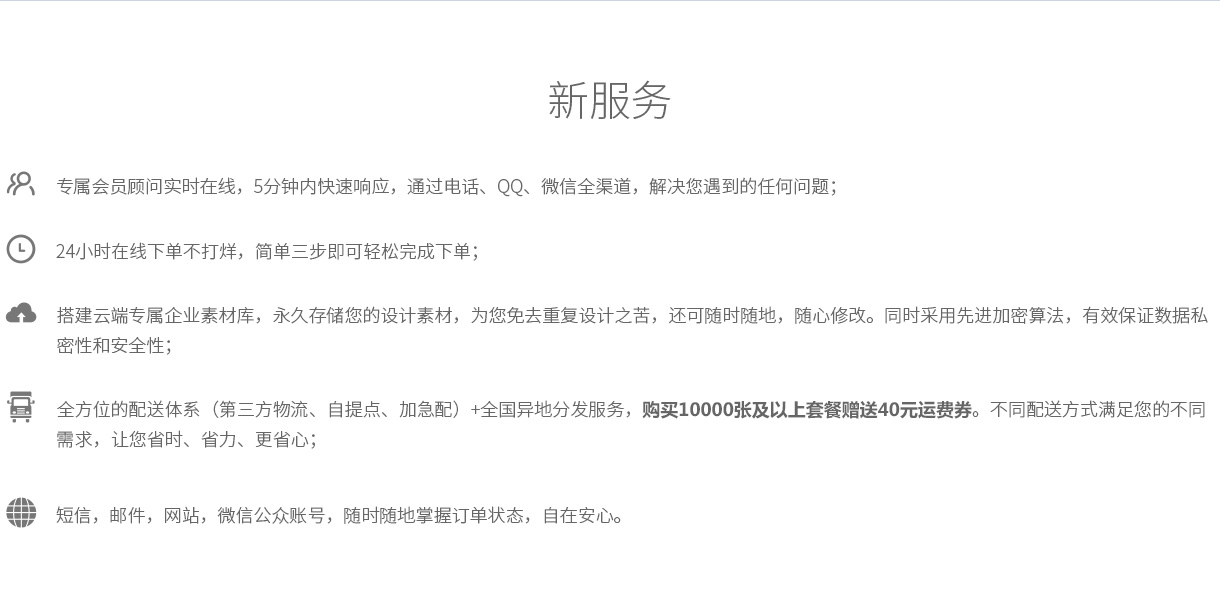 新服务
专属会员顾问实时在线，5分钟内快速响应，通过电话、QQ、微信全渠道，解决您遇到的任何问题；
24小时在线下单不打烊，简单三步即可轻松完成下单；
搭建云端专属企业素材库，永久存储您的设计素材，为您免去重复设计之苦，还可随时随地，随心修改。同时采用先进加密算法，有效保证数据私
密性和安全性；
全方位的配送体系（第三方物流、自提点、加急配）+全国异地分发服务，购买10000张及以上套餐赠送40元运费券。不同配送方式满足您的不同
需求，让您省时、省力、更省心；
短信，邮件，网站，微信公众账号，随时随地掌握订单状态，自在安心。